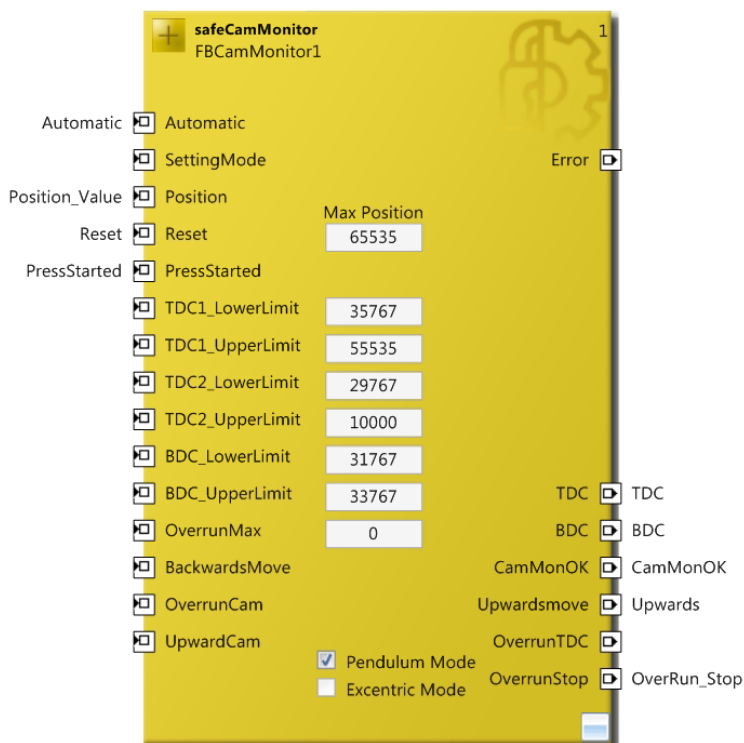 safeCamMonitor 1
FBCamMonitor1
Automatic Automatic
SettingMode Error
Position_Value Position
Max Position
Reset Reset 65535
PressStarted PressStarted
TDC1_LowerLimit 35767
TDC1_UpperLimit 55535
TDC2_LowerLimit 29767
TDC2_UpperLimit 10000
BDC_LowerLimit 31767
BDC_UpperLimit 33767 TDC TDC
OverrunMax 0 BDC BDC
BackwardsMove CamMonOK CamMonOK
OverrunCam Upwardsmove Upwards
UpwardCam OverrunTDC
Pendulum Mode
OverrunStop OverRun_Stop
Excentric Mode